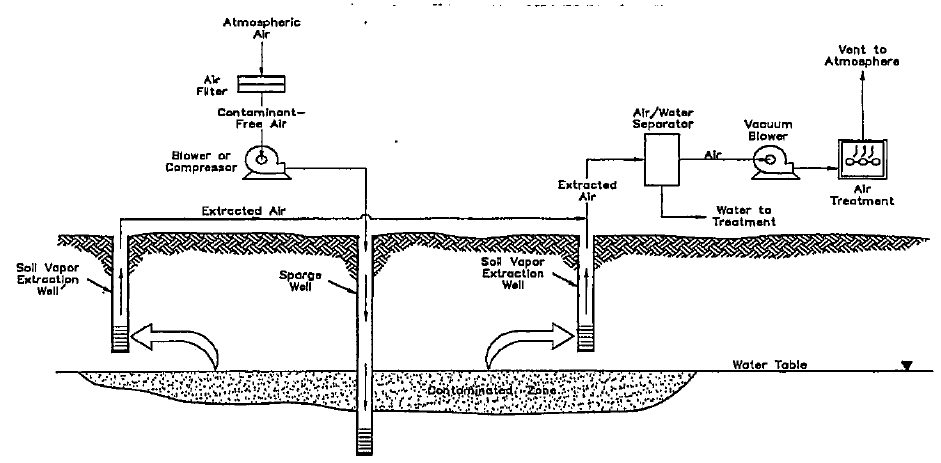 Atmospheric
Air
Air
Filter
Contaminant-
Free Air
Blower or
Compressor
Extracted Air
Soil Vapor
Extraction
Well
Sparge
Well
Soil Vapor
Extraction
Well
Extracted
Air
Air/Water
Separator
Air
Water to
Treatment
Vacuum
Blower
Vent to
Atmosphere
Air
Treatment
Water Table
Contaminated Zone